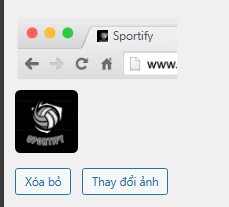 Sportify
www.
SPORTIFY
Xóa bỏ
Thay đổi ảnh